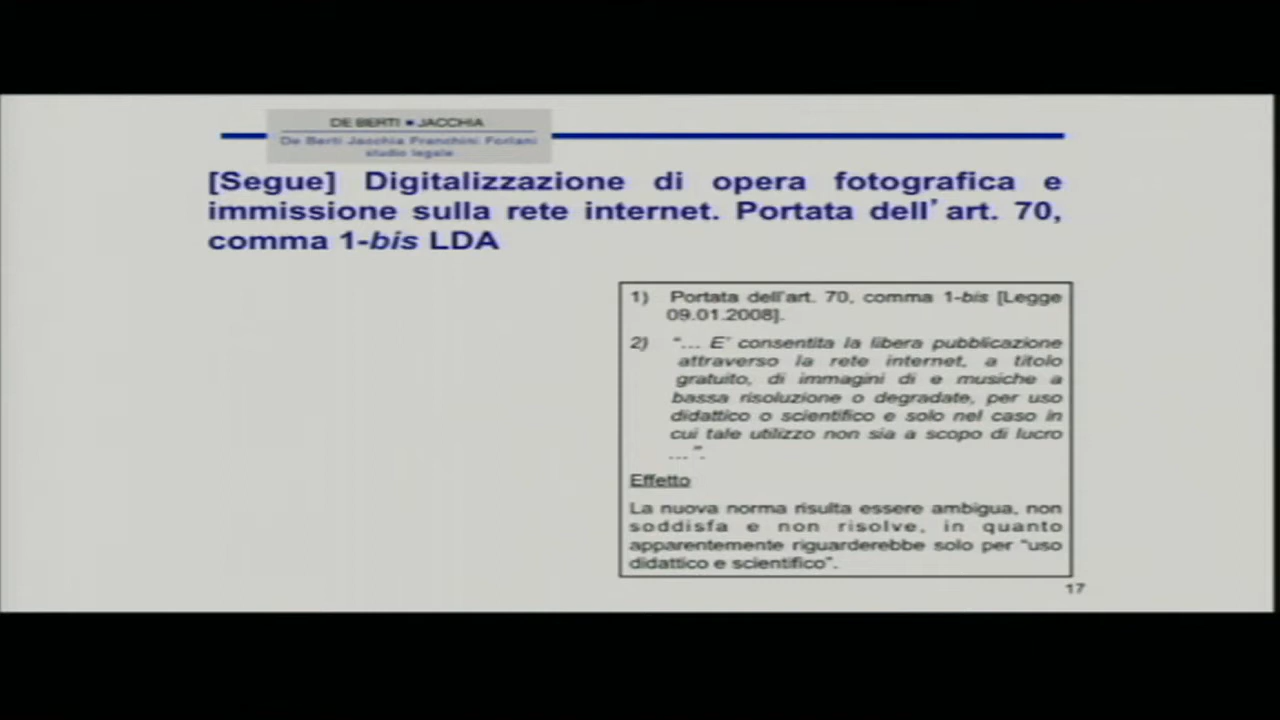 DE BERTI ▪ JACCHIA
De Berti Jacchia Franchini Forlani
studio legale
[Segue] Digitalizzazione di opera fotografica e
immissione sulla rete internet. Portata dell’ art. 70,
comma 1-bis LDA
1) Portata dell'art. 70, comma 1-bis [Legge
09.01.2008].
2) “... E’ consentita la libera pubblicazione
attraverso la rete internet, a titolo
gratuito, di immagini di e musiche a
bassa risoluzione o degradate, per uso
didattico o scientifico e solo nel caso in
cui tale utilizzo non sia a scopo di lucro
... ”.
Effetto
La nuova norma risulta essere ambigua, non
soddisfa e non risolve, in quanto
apparentemente riguarderebbe solo per “uso
didattico e scientifico”.
17